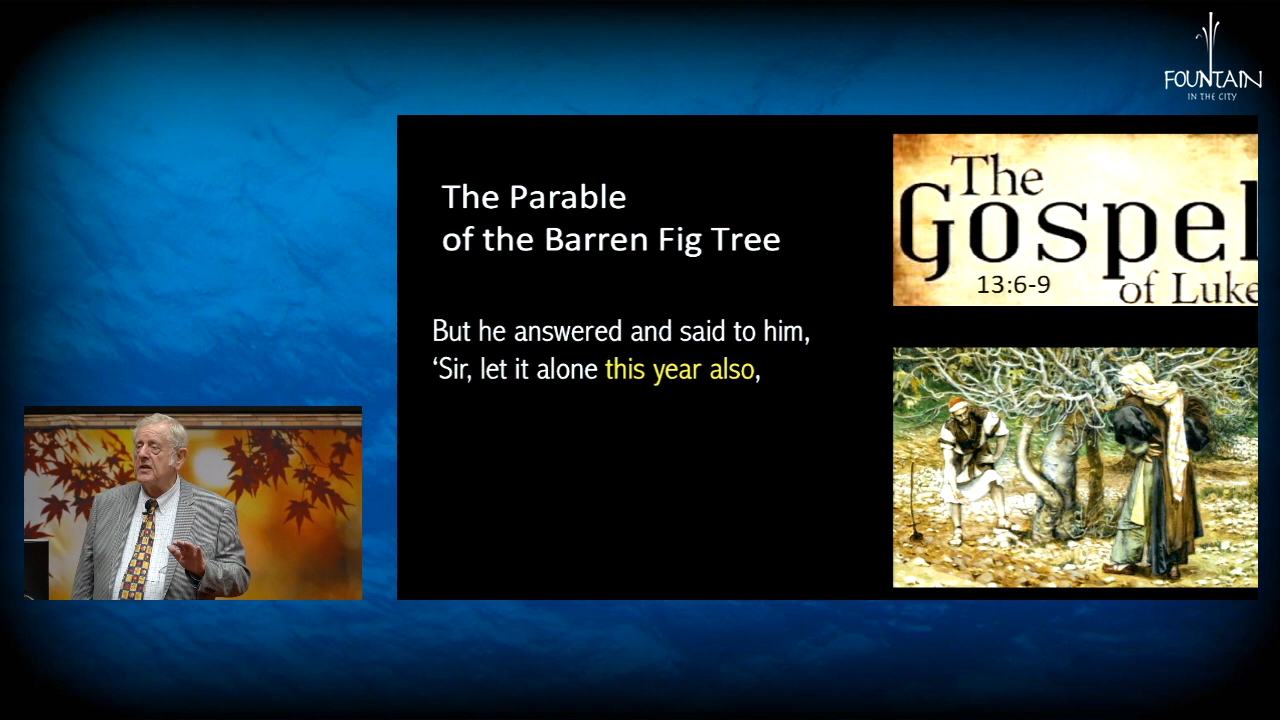 FOUNTAIN
IN THE CITY
The Parable
of the Barren Fig Tree
But he answered and said to him,
‘Sir, let it alone this year also,
The
Gospel
13:6-9
of Luke